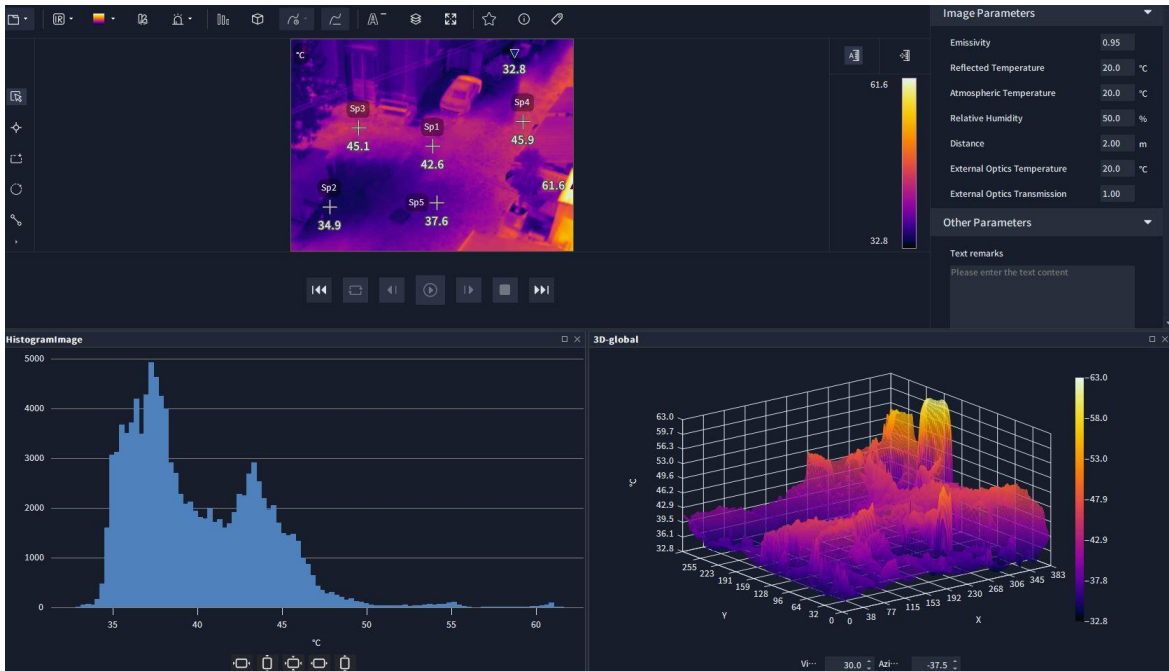 IR
A
Image Parameters
Emissivity 0.95
Reflected Temperature 20.0 °C
Atmospheric Temperature 20.0 °C
Relative Humidity 50.0 %
Distance 2.00 m
External Optics Temperature 20.0 °C
External Optics Transmission 1.00
Other Parameters
Text remarks
Please enter the text content
°C
32.8
Sp3
45.1
Sp1
42.6
Sp4
45.9
61.6
Sp2
34.9
Sp5
37.6
A
61.6
32.8
HistogramImage
5000
4000
3000
2000
1000
0
35 40 45 50 55 60
°C
3D-global
63.0
59.7
56.3
53.0
49.6
46.2
42.9
39.5
36.1
32.8
°C
255 223 191 159 128 96 64 32 0
Y
0 38 77 115 153 192 230 268 306 345 383
X
63.0
58.0
53.0
47.9
42.9
37.8
32.8
Vi··· 30.0 Azi··· -37.5